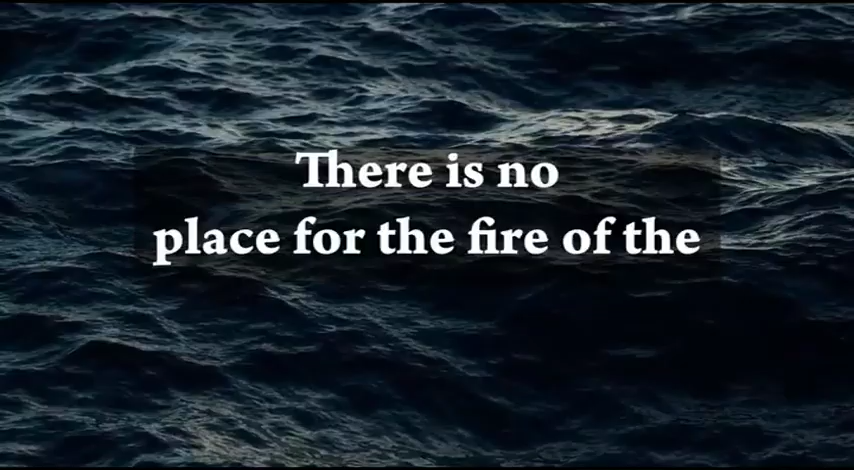 There is no
place for the fire of the